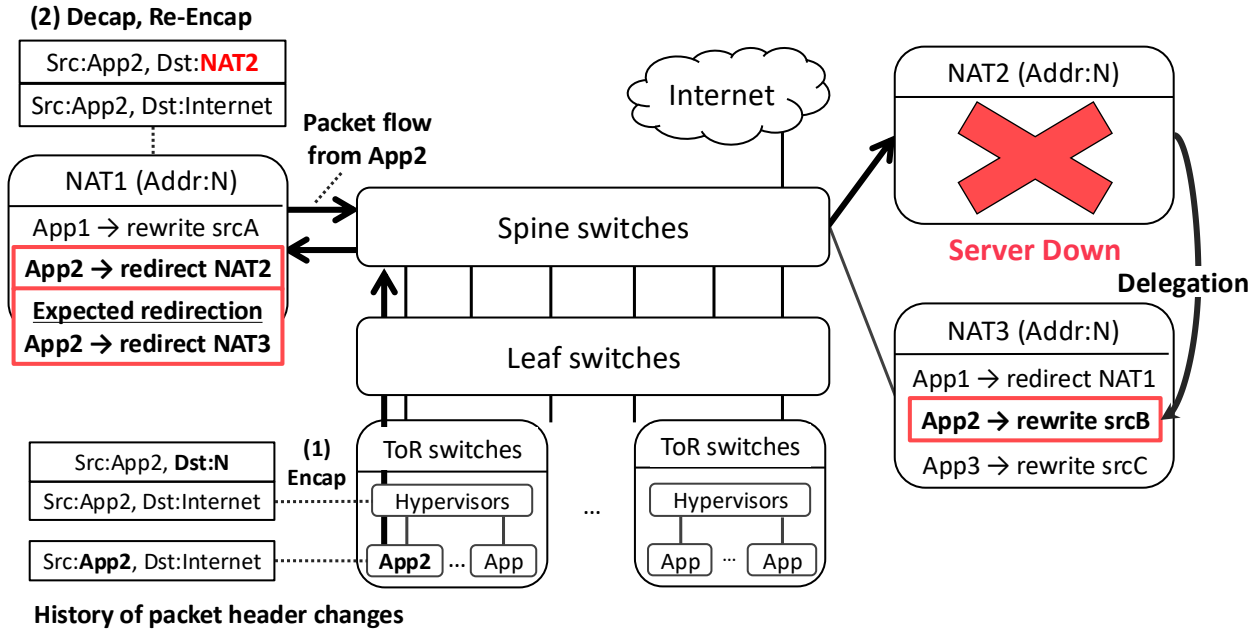 (2) Decap, Re-Encap
Src:App2, Dst:NAT2
Src:App2, Dst:Internet
Packet flow
from App2
Internet
NAT1 (Addr:N)
App1 → rewrite srcA
App2 → redirect NAT2
Expected redirection
App2 → redirect NAT3
Spine switches
Leaf switches
NAT2 (Addr:N)
Server Down
Delegation
NAT3 (Addr:N)
App1 → redirect NAT1
App2 → rewrite srcB
App3 → rewrite srcC
(1)
Encap
Src:App2, Dst:N
Src:App2, Dst:Internet
Src:App2, Dst:Internet
ToR switches
Hypervisors
App2 ... App
...
ToR switches
Hypervisors
App ... App
History of packet header changes